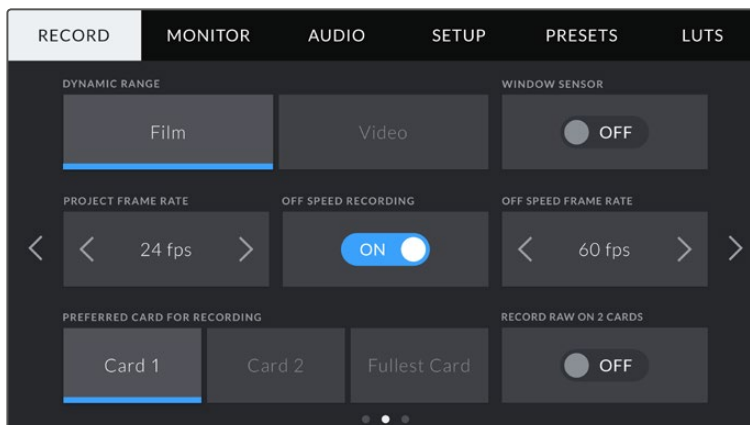 RECORD MONITOR AUDIO SETUP PRESETS LUTS
DYNAMIC RANGE WINDOW SENSOR
Film Video OFF
PROJECT FRAME RATE OFF SPEED RECORDING OFF SPEED FRAME RATE
24 fps ON 60 fps
PREFERRED CARD FOR RECORDING RECORD RAW ON 2 CARDS
Card 1 Card 2 Fullest Card OFF